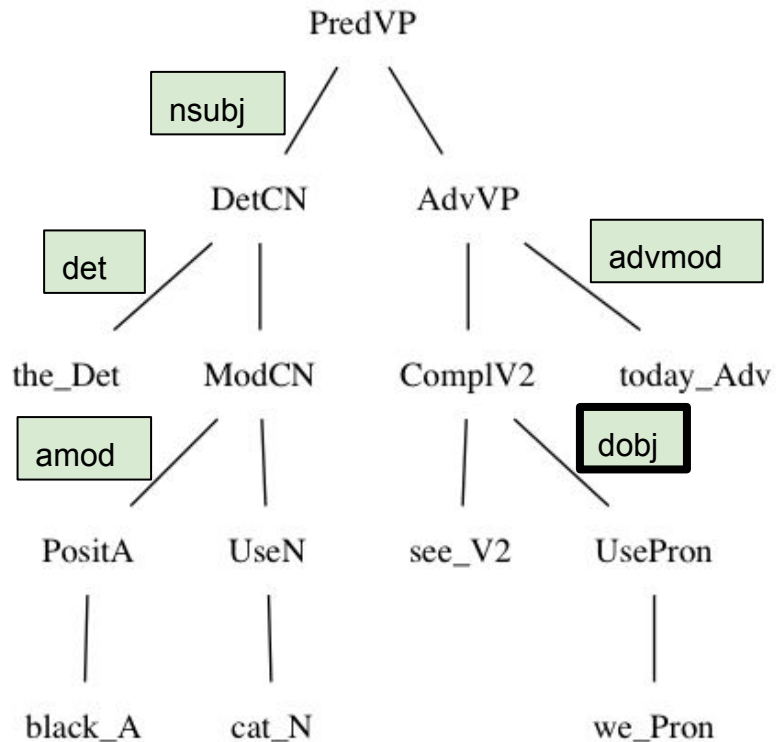 PredVP
nsubj
DetCN AdvVP
det advmod
the_Det ModCN ComplV2 today_Adv
amod dobj
PositA UseN see_V2 UsePron
black_A cat_N we_Pron